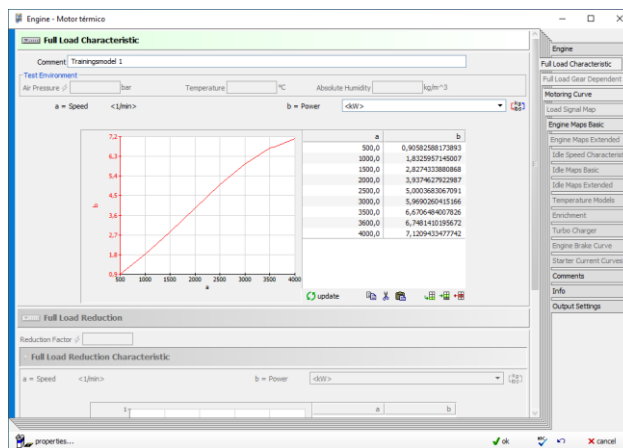 Engine - Motor térmico
Full Load Characteristic
Comment Trainingsmodel 1
Test Environment
Air Pressure bar Temperature °C Absolute Humidity kg/m^3
a = Speed <1/min> b = Power <kW>
a b
500,0 0,90582588173893
1000,0 1,8325957145007
1500,0 2,8274333880868
2000,0 3,9374627922987
2500,0 5,0003683067091
3000,0 5,9690260415166
3500,0 6,6706484007826
3600,0 6,7481410195672
4000,0 7,1209433477742
7,2
6,3
5,4
4,5
3,6
2,7
1,8
0,9
b
500 1000 1500 2000 2500 3000 3500 4000
a
update
Full Load Reduction
Reduction Factor
Full Load Reduction Characteristic
a = Speed <1/min> b = Power <kW>
1
a b
properties...
ok
cancel
Engine
Full Load Characteristic
Full Load Gear Dependent
Motoring Curve
Load Signal Map
Engine Maps Basic
Engine Maps Extended
Idle Speed Characterist
Idle Maps Basic
Idle Maps Extended
Temperature Models
Enrichment
Turbo Charger
Engine Brake Curve
Starter Current Curves
Comments
Info
Output Settings